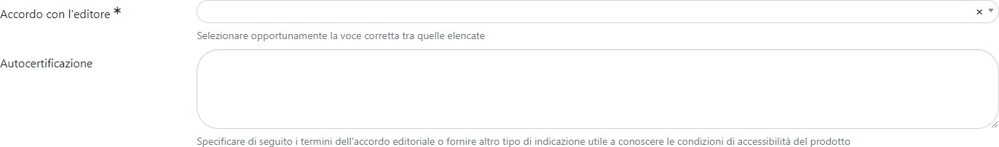 Accordo con l'editore *
× ▾
Selezionare opportunamente la voce corretta tra quelle elencate
Autocertificazione
Specificare di seguito i termini dell'accordo editoriale o fornire altro tipo di indicazione utile a conoscere le condizioni di accessibilità del prodotto